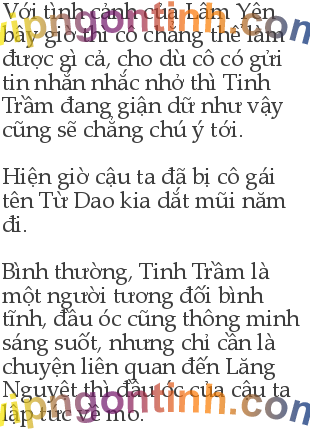 Với tình cảnh của Lâm Yên
bây giờ thì cô chẳng thể làm
được gì cả, cho dù cô có gửi
tin nhắn nhắc nhở thì Tinh
Trầm đang giận dữ như vậy
cũng sẽ chẳng chú ý tới.
Hiện giờ cậu ta đã bị cô gái
tên Từ Dao kia dắt mũi năm
đi.
Bình thường, Tinh Trầm là
một người tương đối bình
tĩnh, đầu óc cũng thông minh
sáng suốt, nhưng chỉ cần là
chuyện liên quan đến Lăng
Nguyệt thì đầu óc của cậu ta
lập tức về mo.
vipngontinh.com
vipngontinh.com